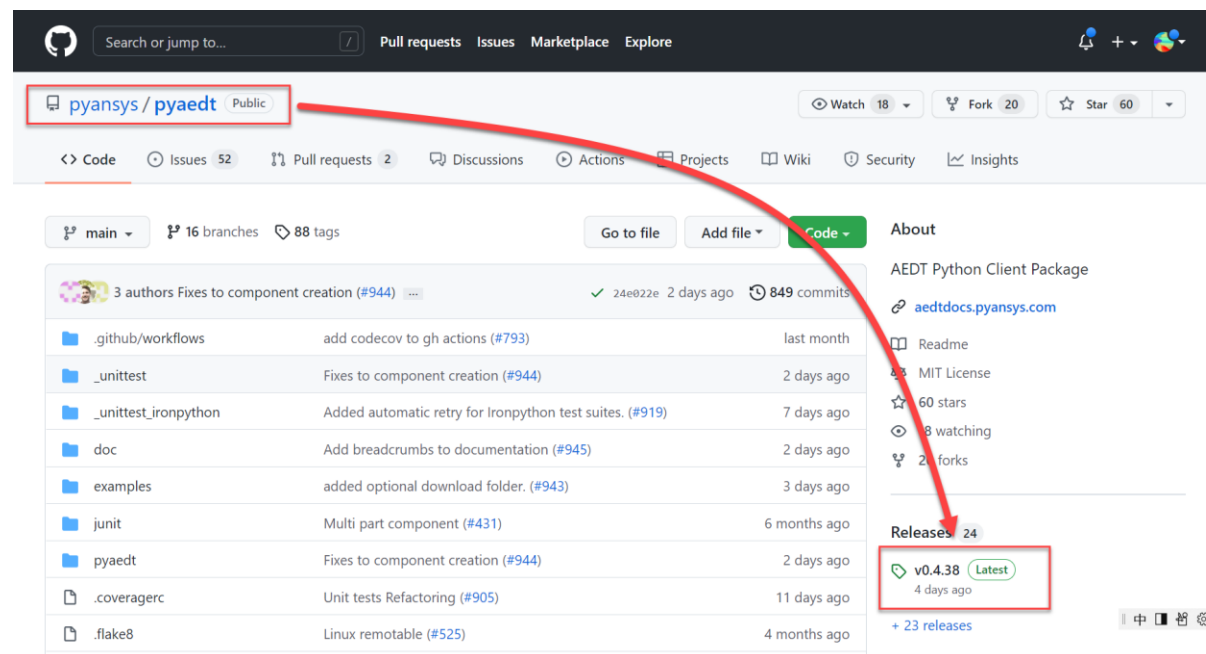 Search or jump to... / Pull requests Issues Marketplace Explore
pyansys / pyaedt Public Watch 18 Fork 20 Star 60
Code Issues 52 Pull requests 2 Discussions Actions Projects Wiki Security Insights
main 16 branches 88 tags Go to file Add file Code
3 authors Fixes to component creation (#944) ... 24e022e 2 days ago 849 commits
.github/workflows add codecov to gh actions (#793) last month
_unittest Fixes to component creation (#944) 2 days ago
_unittest_ironpython Added automatic retry for Ironpython test suites. (#919) 7 days ago
doc Add breadcrumbs to documentation (#945) 2 days ago
examples added optional download folder. (#943) 3 days ago
junit Multi part component (#431) 6 months ago
pyaedt Fixes to component creation (#944) 2 days ago
.coveragerc Unit tests Refactoring (#905) 11 days ago
.flake8 Linux remotable (#525) 4 months ago
About
AEDT Python Client Package
aedtdocs.pyansys.com
Readme
MIT License
60 stars
watching
forks
Releases 24
v0.4.38 Latest
4 days ago
+ 23 releases
中